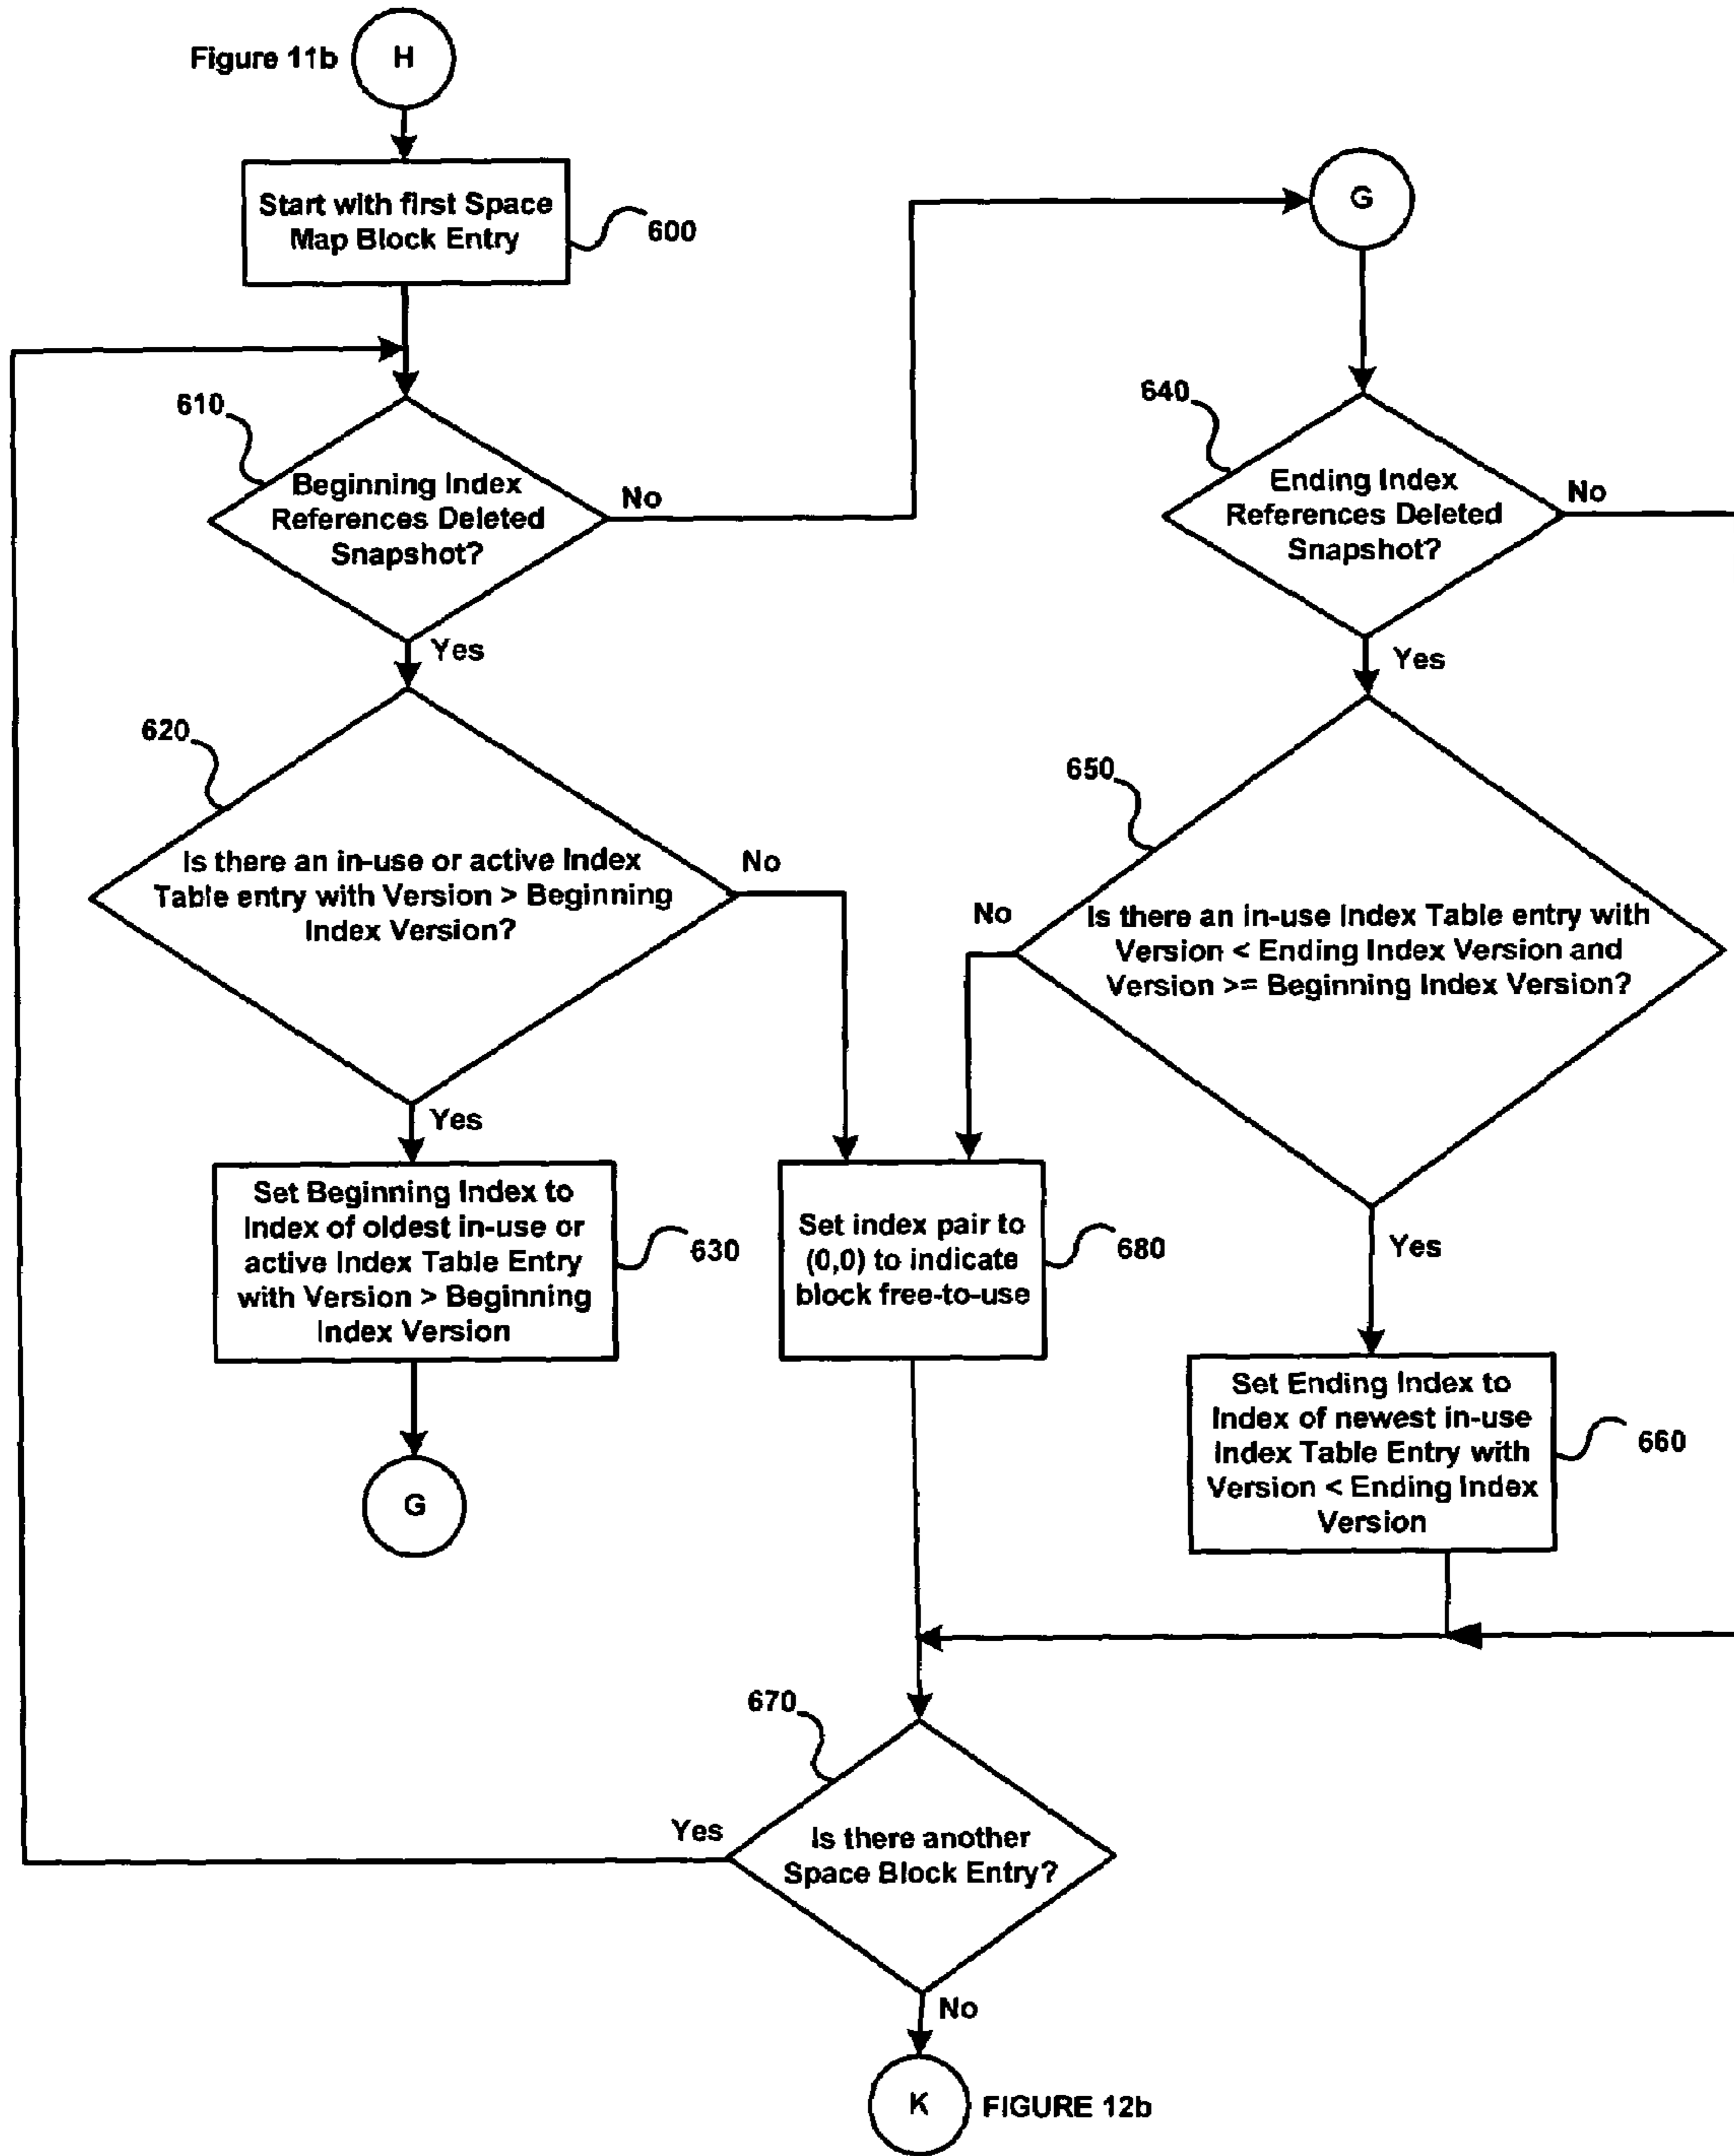 Figure 11b
H
Start with first Space
Map Block Entry
600
G
610
Beginning Index
References Deleted
Snapshot?
No
Yes
640
Ending Index
References Deleted
Snapshot?
No
Yes
620
Is there an in-use or active Index
Table entry with Version > Beginning
Index Version?
No
Yes
650
Is there an in-use Index Table entry with
Version < Ending Index Version and
Version >= Beginning Index Version?
No
Yes
Set Beginning Index to
Index of oldest in-use or
active Index Table Entry
with Version > Beginning
Index Version
630
G
Set index pair to
(0,0) to indicate
block free-to-use
680
Set Ending Index to
Index of newest in-use
Index Table Entry with
Version < Ending Index
Version
660
670
Is there another
Space Block Entry?
Yes
No
K
FIGURE 12b